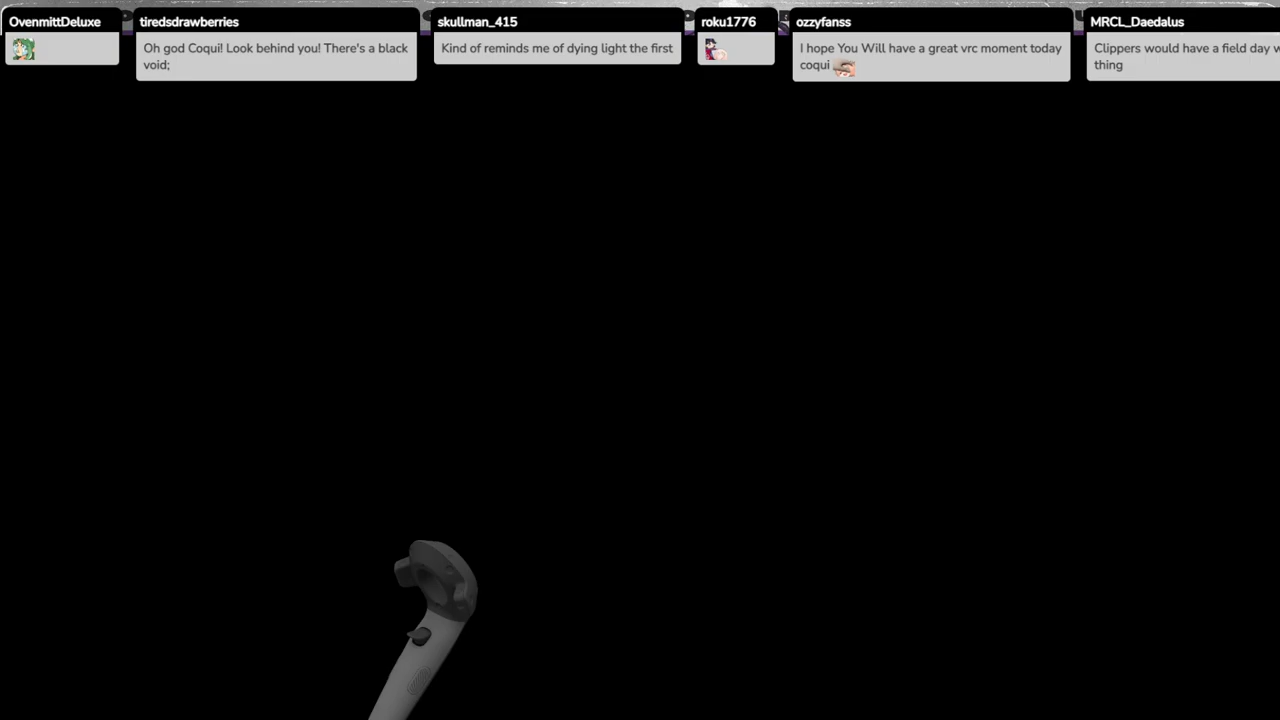 OvenmittDeluxe
tiredsdrawberries
Oh god Coqui! Look behind you! There's a black
void;
skullman_415
Kind of reminds me of dying light the first
roku1776
ozzyfanss
I hope You Will have a great vrc moment today
coqui
MRCL_Daedalus
Clippers would have a field day
thing